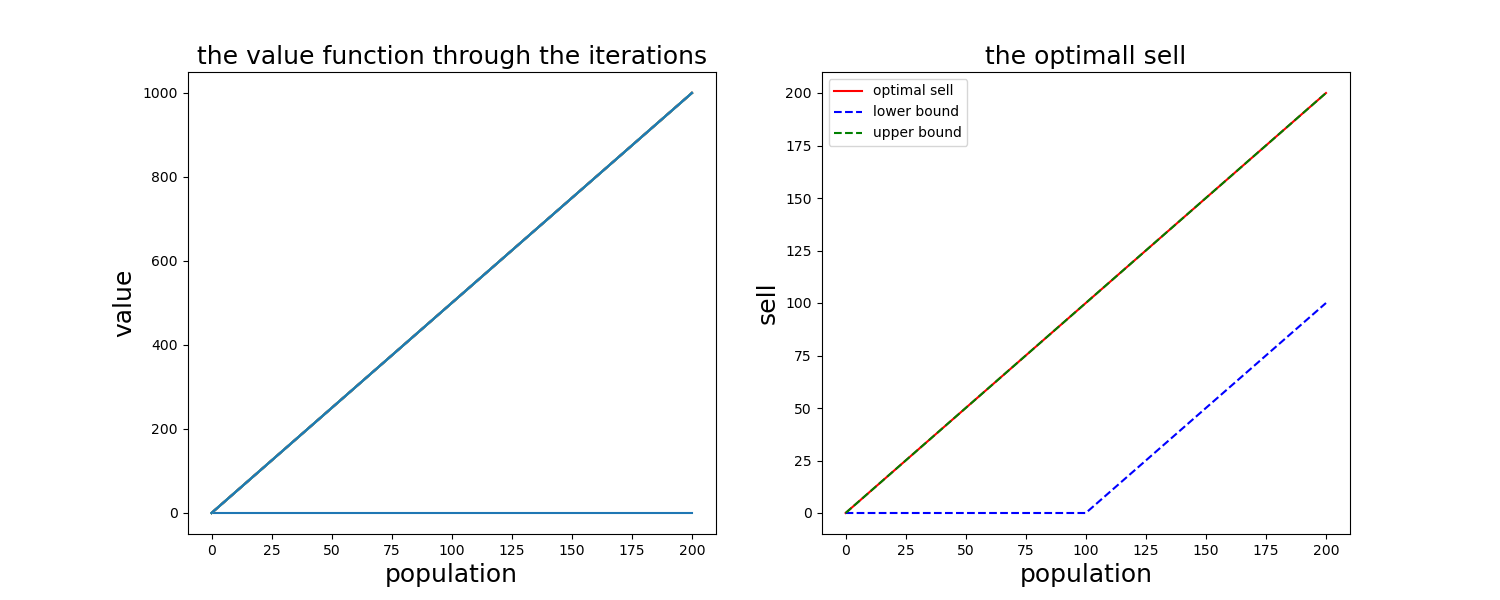 the value function through the iterations
1000
800
600
400
200
0
value
0 25 50 75 100 125 150 175 200
population
the optimall sell
optimal sell
lower bound
upper bound
200
175
150
125
100
75
50
25
0
sell
0 25 50 75 100 125 150 175 200
population